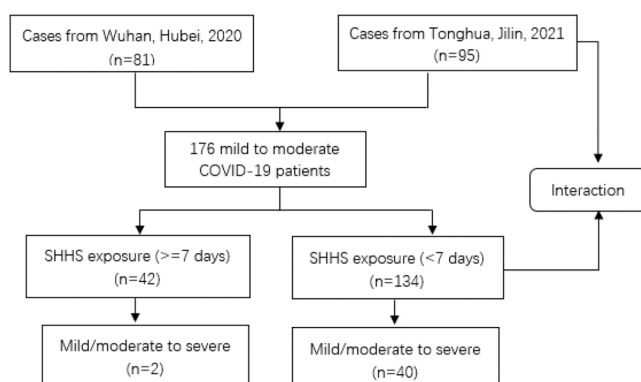 Cases from Wuhan, Hubei, 2020
(n=81)
Cases from Tonghua, Jilin, 2021
(n=95)
176 mild to moderate
COVID-19 patients
Interaction
SHHS exposure (>=7 days)
(n=42)
SHHS exposure (<7 days)
(n=134)
Mild/moderate to severe
(n=2)
Mild/moderate to severe
(n=40)